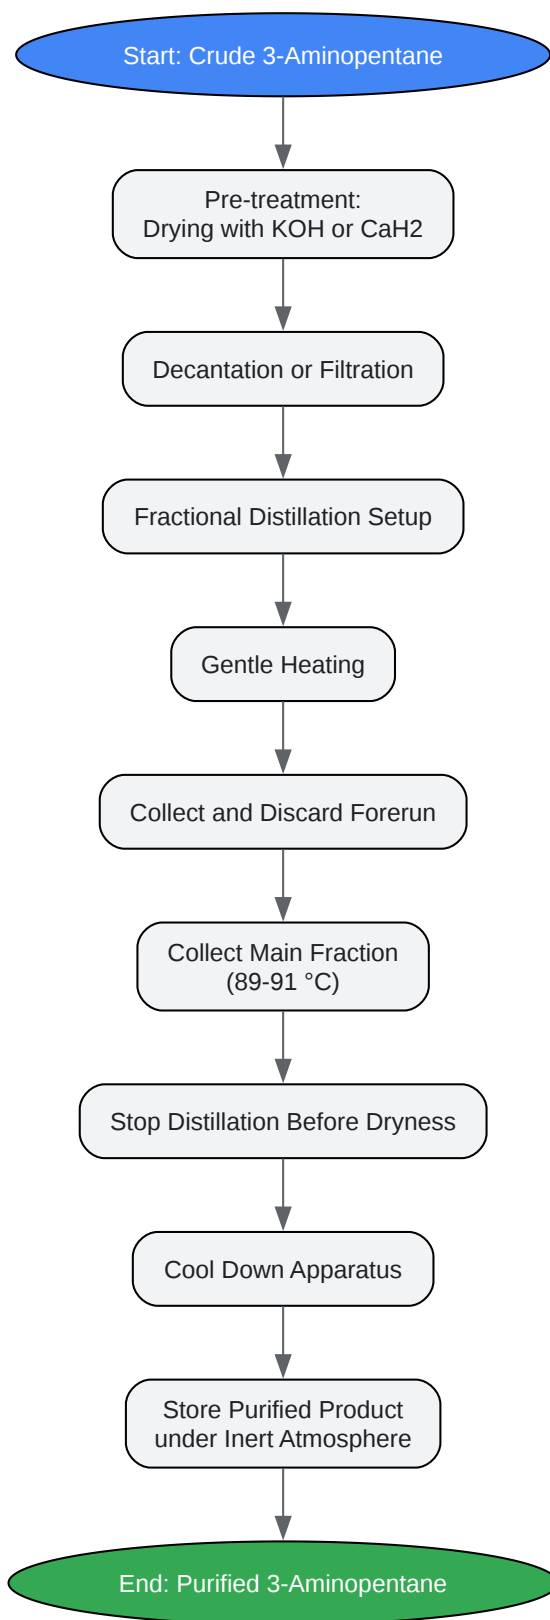 Start: Crude 3-Aminopentane
Pre-treatment:
Drying with KOH or CaH2
Decantation or Filtration
Fractional Distillation Setup
Gentle Heating
Collect and Discard Forerun
Collect Main Fraction
(89-91 °C)
Stop Distillation Before Dryness
Cool Down Apparatus
Store Purified Product
under Inert Atmosphere
End: Purified 3-Aminopentane